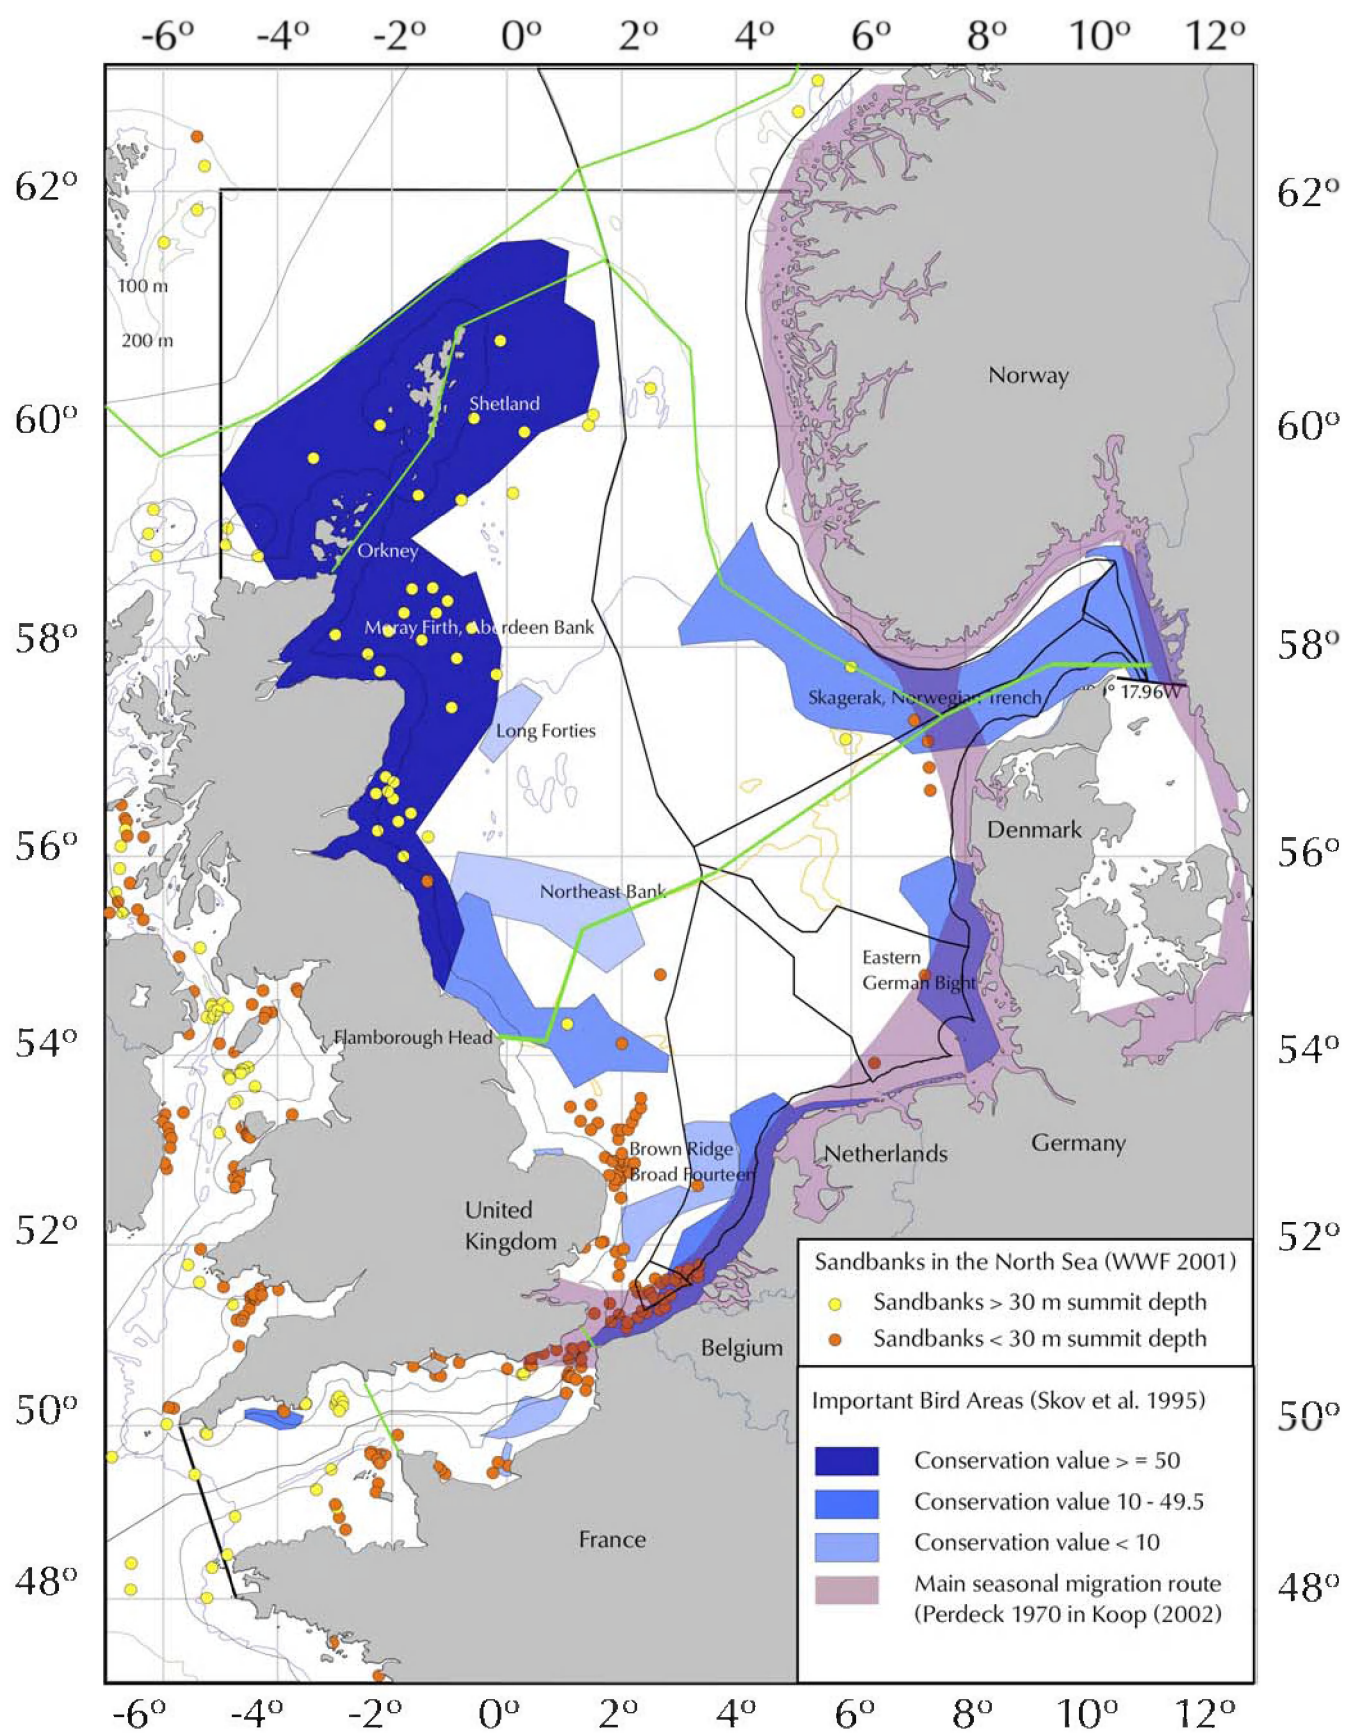 -6° -4° -2° 0° 2° 4° 6° 8° 10° 12°
62° 62°
100 m
200 m
Norway
Shetland
60° 60°
Orkney
58° Moray Firth, Aberdeen Bank 58°
Skagerak, Norwegian Trench
° 17.96W
Long Forties
Denmark
56° 56°
Northeast Bank
Eastern
German Bight
54° Flamborough Head 54°
Brown Ridge
Broad Fourteen
Netherlands
Germany
United
Kingdom
52° 52°
Sandbanks in the North Sea (WWF 2001)
Sandbanks > 30 m summit depth
Sandbanks < 30 m summit depth
Belgium
50° 50°
Important Bird Areas (Skov et al. 1995)
Conservation value > = 50
Conservation value 10 - 49.5
Conservation value < 10
France
48° 48°
Main seasonal migration route
(Perdeck 1970 in Koop (2002)
-6° -4° -2° 0° 2° 4° 6° 8° 10° 12°